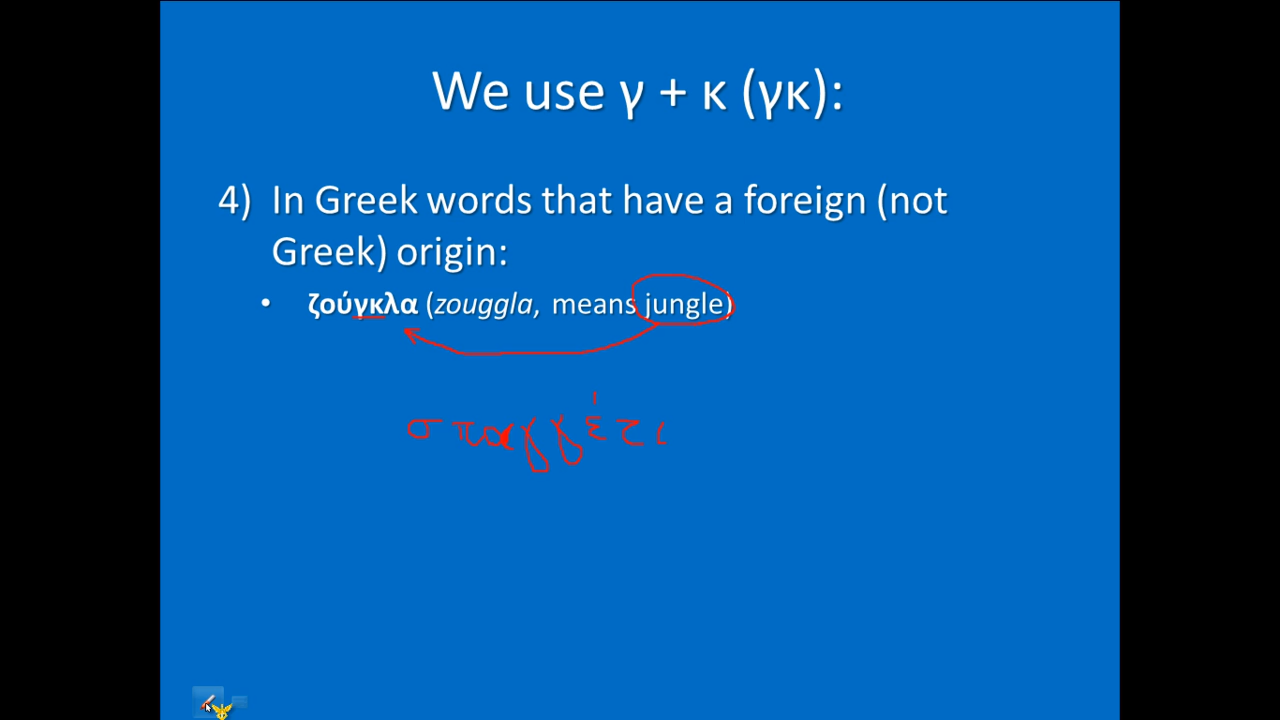 We use γ + κ (γκ):
4) In Greek words that have a foreign (not
Greek) origin:
• ζούγκλα (zouggla, means jungle)
σπαγγέτι